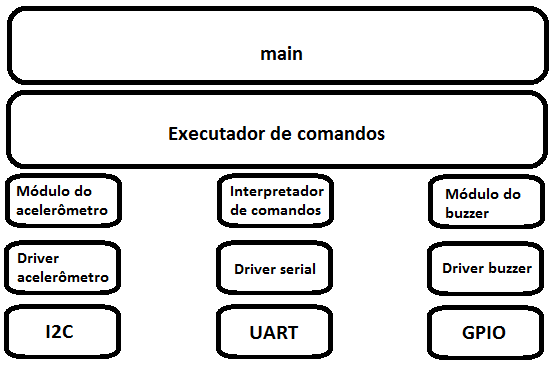 main
Executador de comandos
Módulo do
acelerômetro
Interpretador
de comandos
Módulo do
buzzer
Driver
acelerômetro
Driver serial
Driver buzzer
I2C
UART
GPIO